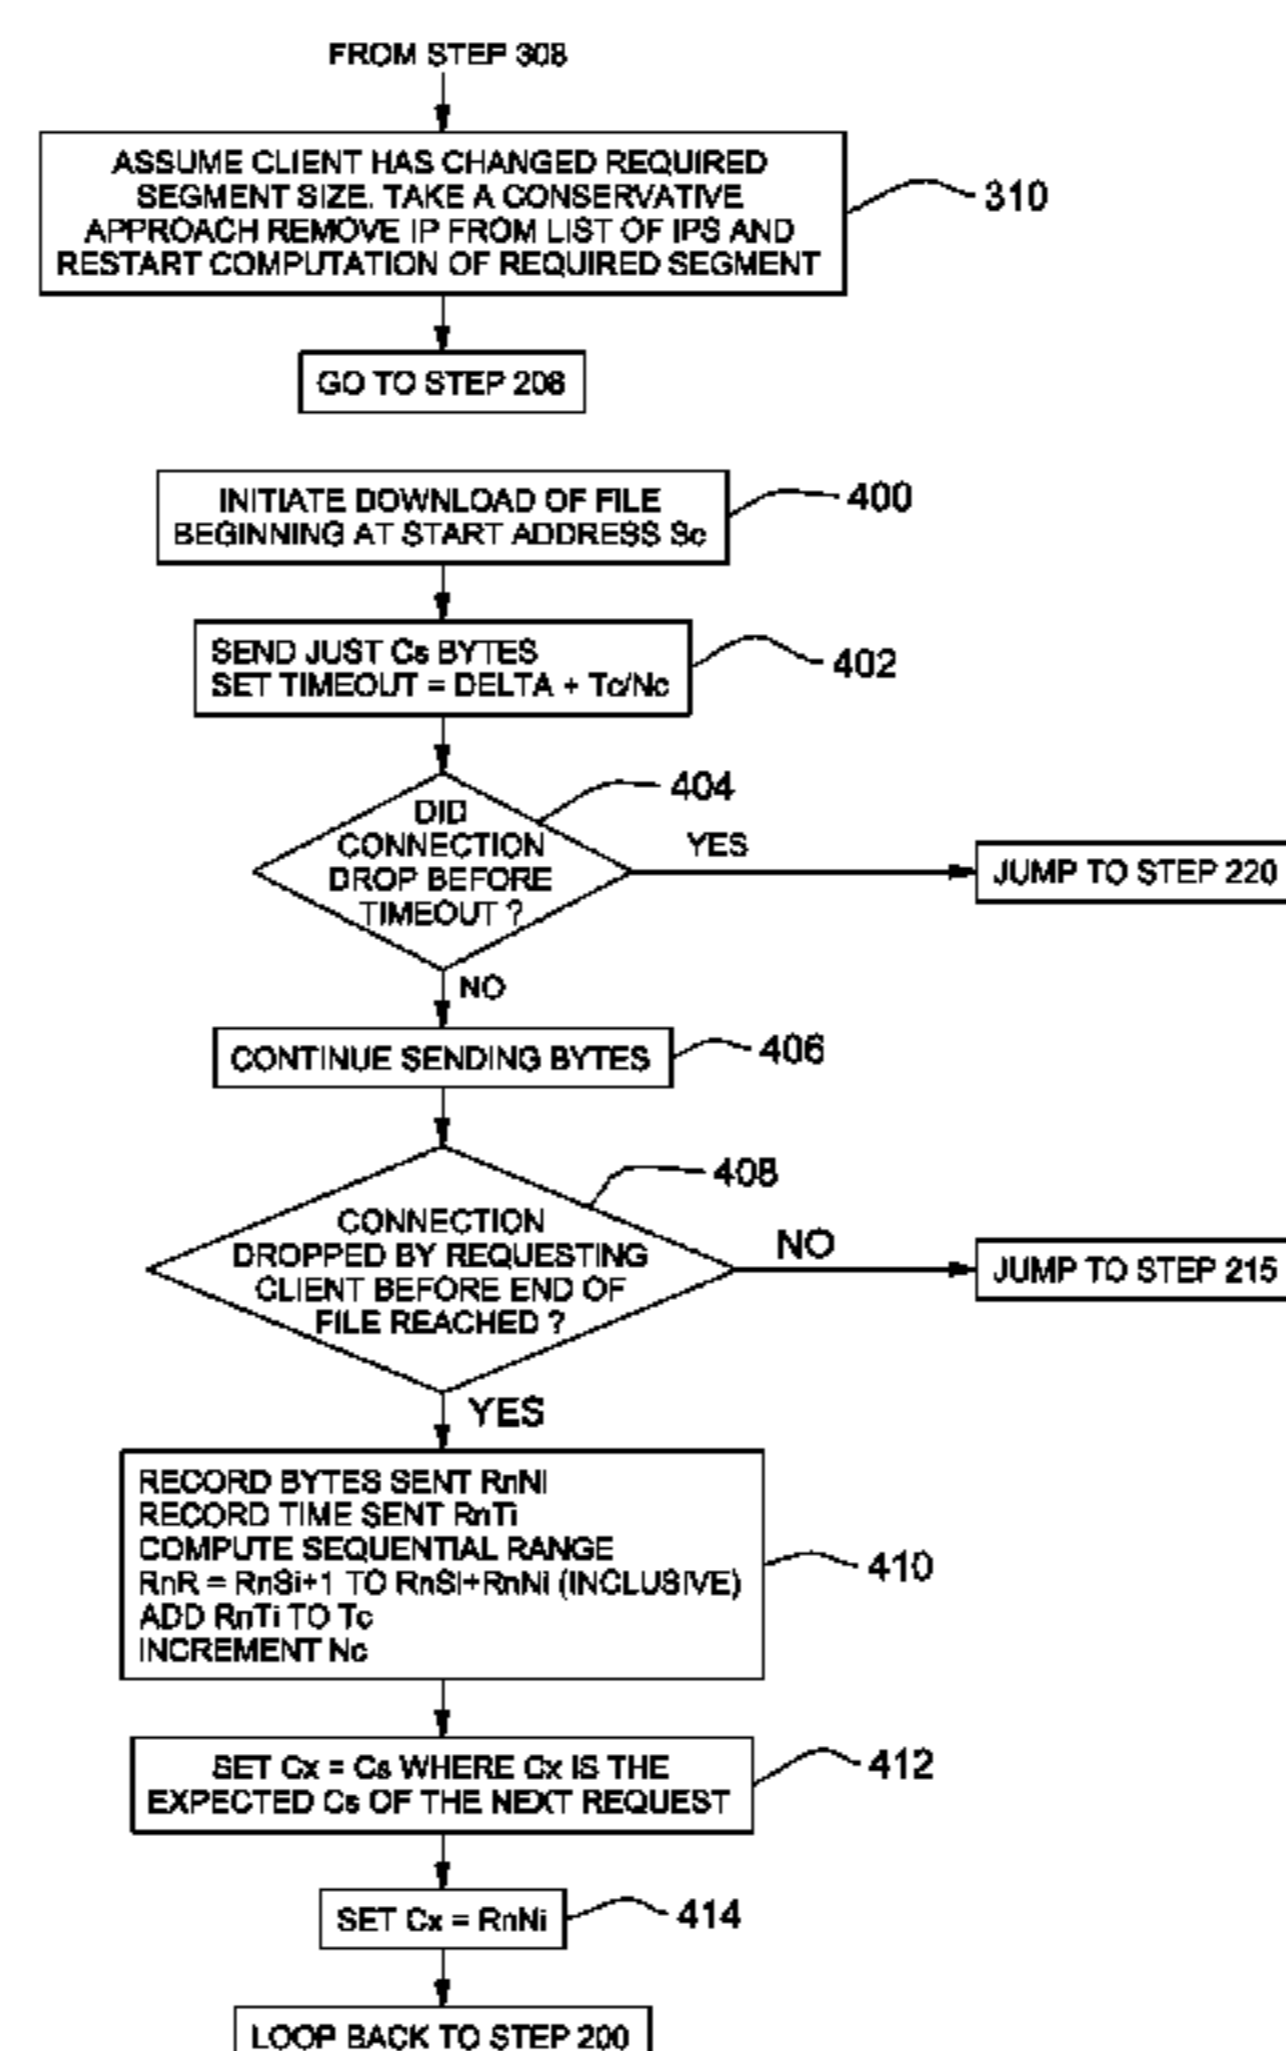 FROM STEP 308
ASSUME CLIENT HAS CHANGED REQUIRED
SEGMENT SIZE. TAKE A CONSERVATIVE
APPROACH REMOVE IP FROM LIST OF IPS AND
RESTART COMPUTATION OF REQUIRED SEGMENT
310
GO TO STEP 208
INITIATE DOWNLOAD OF FILE
BEGINNING AT START ADDRESS Sc
400
SEND JUST Cs BYTES
SET TIMEOUT = DELTA + Tc/Nc
402
DID
CONNECTION
DROP BEFORE
TIMEOUT ?
404
YES
JUMP TO STEP 220
NO
CONTINUE SENDING BYTES
406
CONNECTION
DROPPED BY REQUESTING
CLIENT BEFORE END OF
FILE REACHED ?
408
NO
JUMP TO STEP 215
YES
RECORD BYTES SENT RnNi
RECORD TIME SENT RnTi
COMPUTE SEQUENTIAL RANGE
RnR = RnSi+1 TO RnSi+RnNi (INCLUSIVE)
ADD RnTi TO Tc
INCREMENT Nc
410
SET Cx = Cs WHERE Cx IS THE
EXPECTED Cs OF THE NEXT REQUEST
412
SET Cx = RnNi
414
LOOP BACK TO STEP 200